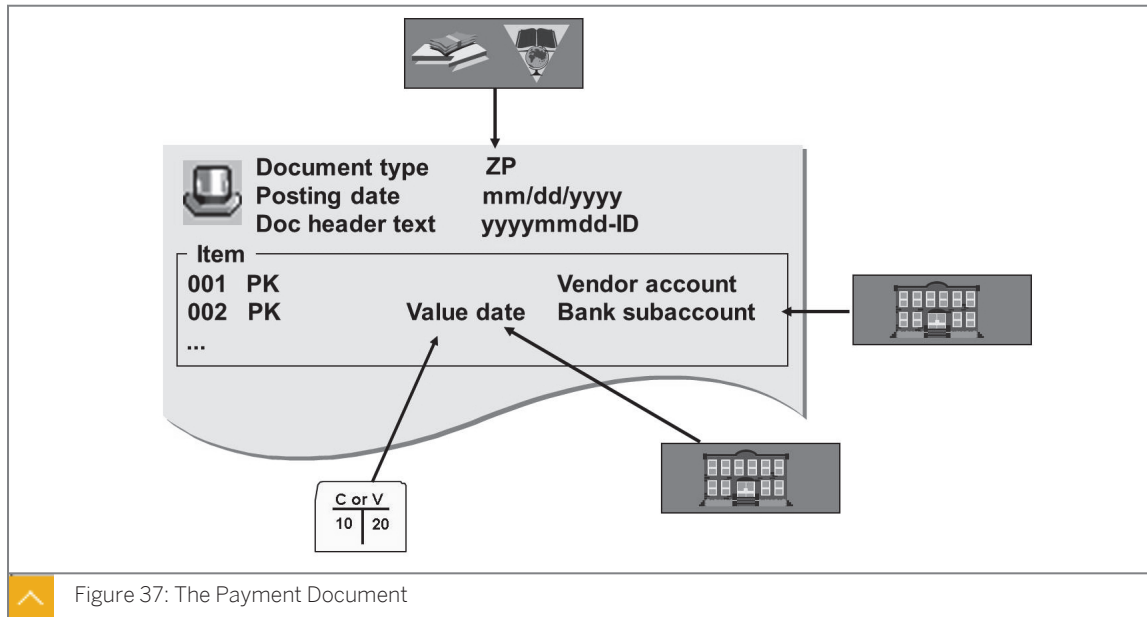 Document type ZP
Posting date mm/dd/yyyy
Doc header text yyyymmdd-ID
Item
001 PK Vendor account
002 PK Value date Bank subaccount
...
C or V
10 20
Figure 37: The Payment Document